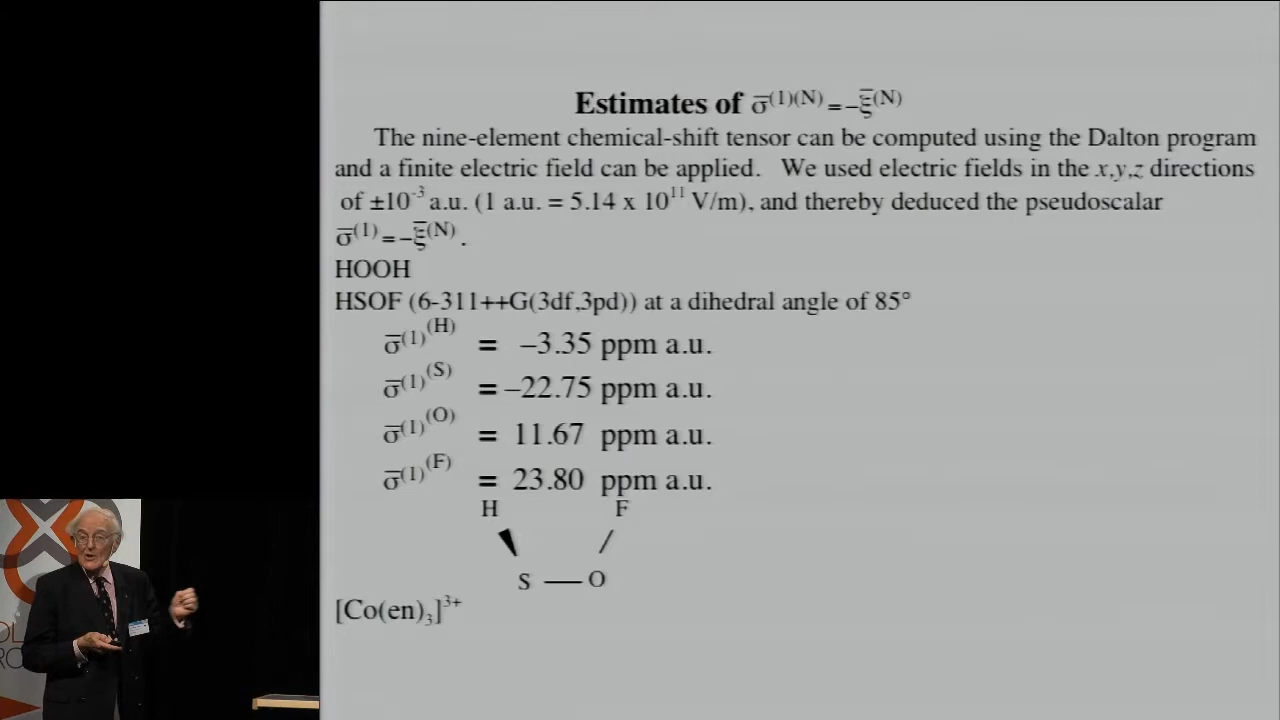 Estimates of σ̅⁽¹⁾⁽ᴺ⁾ = –ξ̅⁽ᴺ⁾
The nine-element chemical-shift tensor can be computed using the Dalton program
and a finite electric field can be applied. We used electric fields in the x,y,z directions
of ±10⁻³ a.u. (1 a.u. = 5.14 x 10¹¹ V/m), and thereby deduced the pseudoscalar
σ̅⁽¹⁾ = –ξ̅⁽ᴺ⁾ .
HOOH
HSOF (6-311++G(3df,3pd)) at a dihedral angle of 85°
σ̅⁽¹⁾(H) = –3.35 ppm a.u.
σ̅⁽¹⁾(S) = –22.75 ppm a.u.
σ̅⁽¹⁾(O) = 11.67 ppm a.u.
σ̅⁽¹⁾(F) = 23.80 ppm a.u.
H F
S — O
[Co(en)₃]³⁺